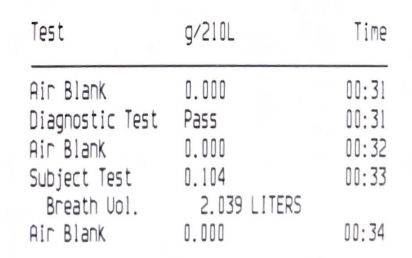 Test g/210L Time
Air Blank 0.000 00:31
Diagnostic Test Pass 00:31
Air Blank 0.000 00:32
Subject Test 0.104 00:33
Breath Vol. 2.039 LITERS
Air Blank 0.000 00:34